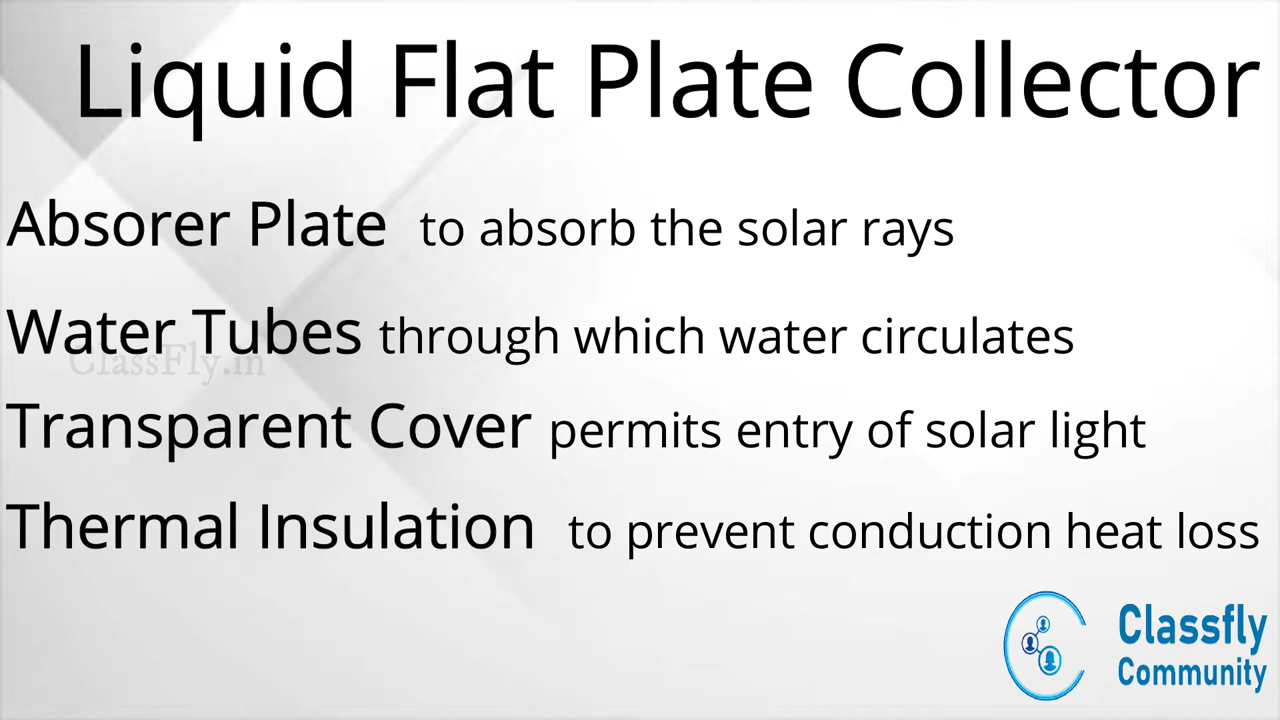 Liquid Flat Plate Collector
Absorer Plate to absorb the solar rays
Water Tubes through which water circulates
ClassFly.in
Transparent Cover permits entry of solar light
Thermal Insulation to prevent conduction heat loss
Classfly
Community